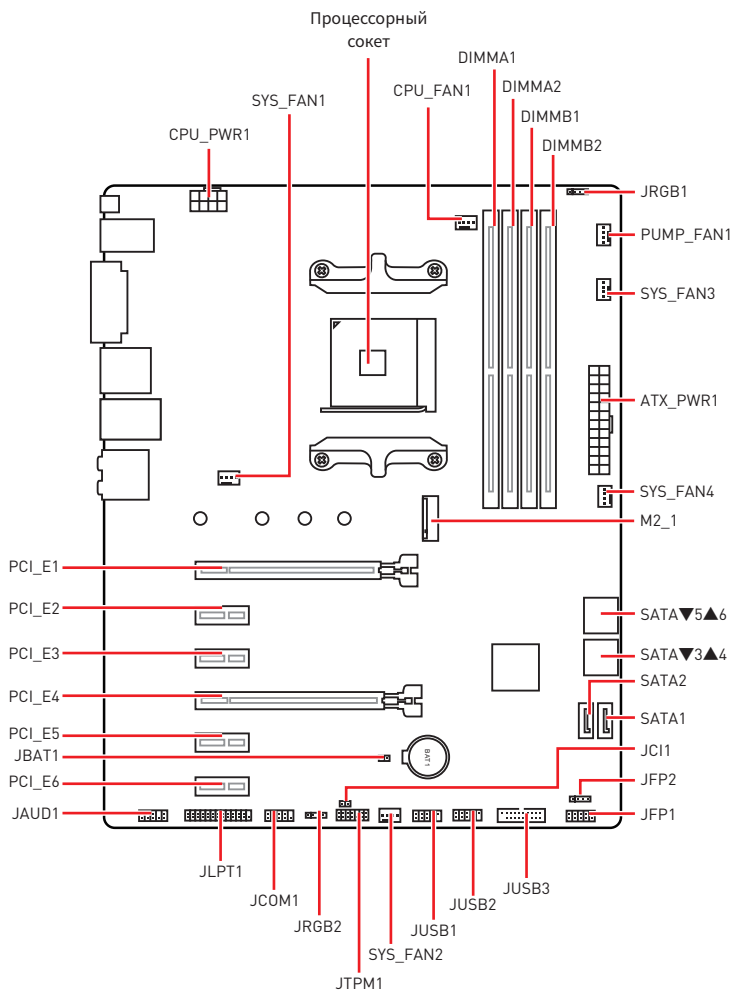 Процессорный
сокет
DIMMA1
CPU_FAN1
DIMMA2
SYS_FAN1
DIMMB1
CPU_PWR1
DIMMB2
JRGB1
PUMP_FAN1
SYS_FAN3
ATX_PWR1
SYS_FAN4
M2_1
PCI_E1
PCI_E2
SATA▼5▲6
PCI_E3
SATA▼3▲4
SATA2
PCI_E4
SATA1
PCI_E5
JBAT1
BAT1
JCI1
PCI_E6
JFP2
JAUD1
JFP1
JLPT1
JCOM1
JRGB2
SYS_FAN2
JTPM1
JUSB1
JUSB2
JUSB3